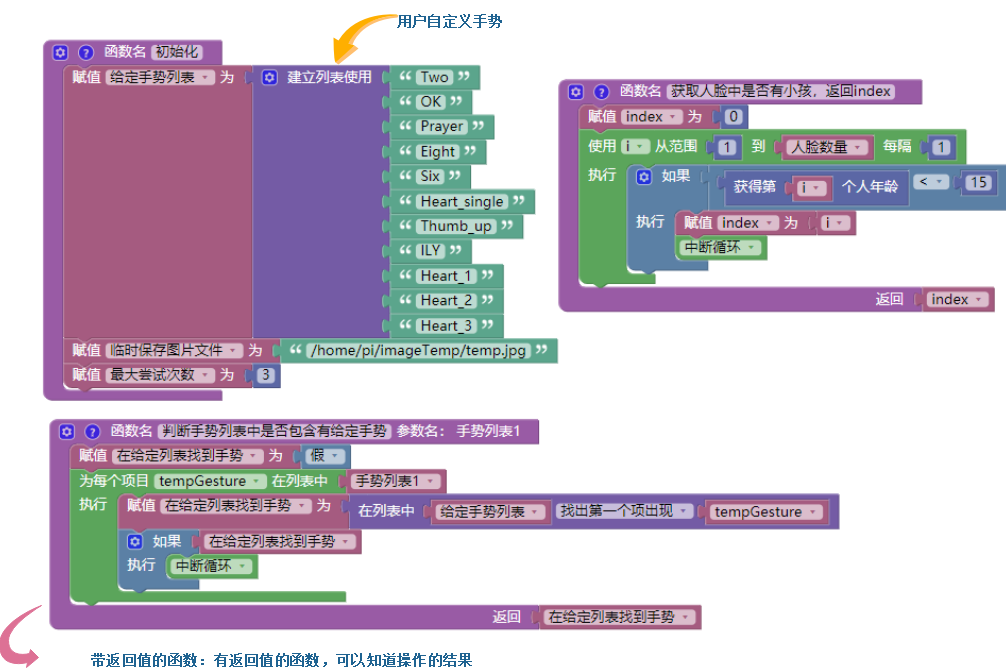 用户自定义手势
函数名 初始化
赋值 给定手势列表 为 建立列表使用 “ Two ”
“ OK ”
“ Prayer ”
“ Eight ”
“ Six ”
“ Heart_single ”
“ Thumb_up ”
“ ILY ”
“ Heart_1 ”
“ Heart_2 ”
“ Heart_3 ”
赋值 临时保存图片文件 为 “ /home/pi/imageTemp/temp.jpg ”
赋值 最大尝试次数 为 3
? 函数名 获取人脸中是否有小孩，返回index
赋值 index 为 0
使用 i 从范围 1 到 人脸数量 每隔 1
执行 如果 获得第 i 个人年龄 < 15
执行 赋值 index 为 i
中断循环
返回 index
? 函数名 判断手势列表中是否包含有给定手势 参数名： 手势列表1
赋值 在给定列表找到手势 为 假
为每个项目 tempGesture 在列表中 手势列表1
执行 赋值 在给定列表找到手势 为 在列表中 给定手势列表 找出第一个项出现 tempGesture
如果 在给定列表找到手势
执行 中断循环
返回 在给定列表找到手势
带返回值的函数：有返回值的函数，可以知道操作的结果